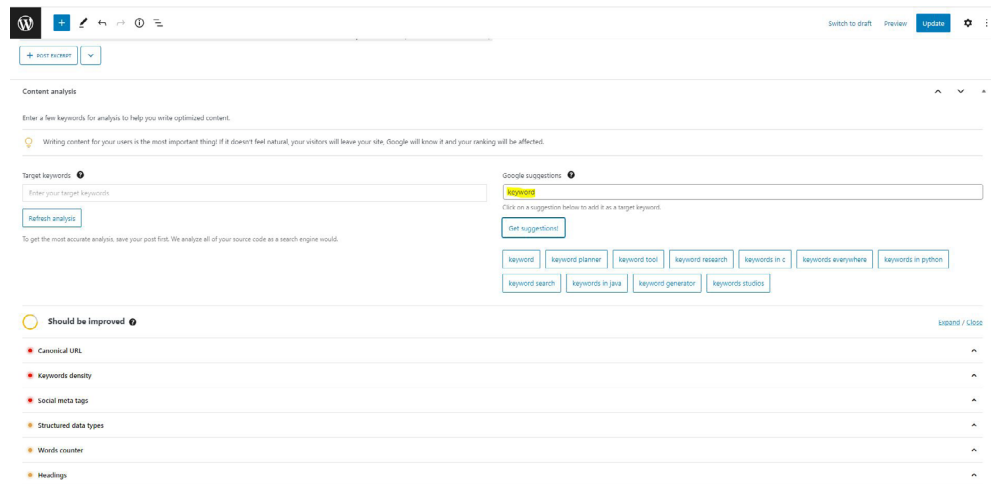 Switch to draft Preview Update
+ POST EXCERPT
Content analysis
Enter a few keywords for analysis to help you write optimized content.
Writing content for your users is the most important thing! If it doesn't feel natural, your visitors will leave your site, Google will know it and your ranking will be affected.
Target keywords
Enter your target keywords
Refresh analysis
To get the most accurate analysis, save your post first. We analyze all of your source code as a search engine would.
Google suggestions
keyword
Click on a suggestion below to add it as a target keyword.
Get suggestions!
keyword keyword planner keyword tool keyword research keywords in c keywords everywhere keywords in python
keyword search keywords in java keyword generator keywords studios
Should be improved
Expand / Close
Canonical URL
Keywords density
Social meta tags
Structured data types
Words counter
Headings